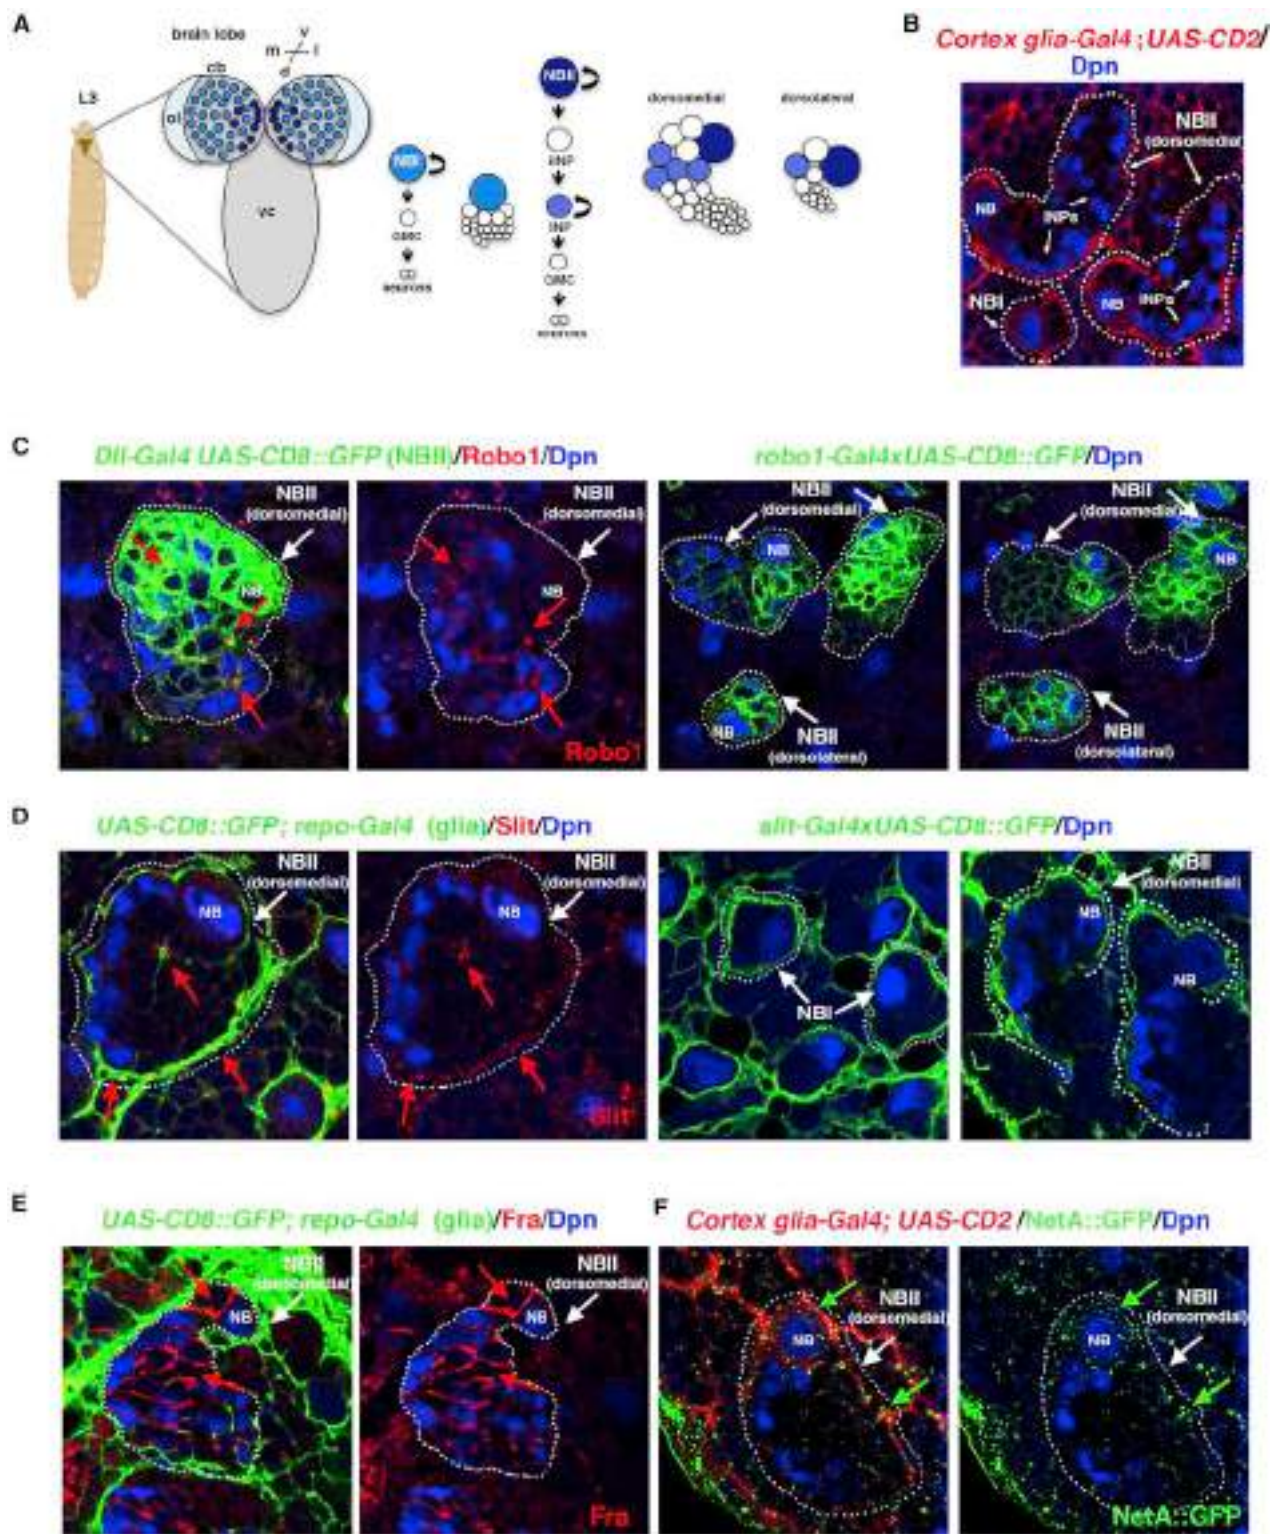 A
brain lobe
v
m
l
d
cb
L3
ol
vc
NBI
GMC
neurons
NBII
INP
GMC
neurons
dorsomedial
dorsolateral
B
Cortex glia-Gal4 ; UAS-CD2/
Dpn
NBII
(dorsomedial)
NB
INPs
NBI
NB
INPs
C
Dll-Gal4 UAS-CD8::GFP (NBII)/Robo1/Dpn
robo1-Gal4xUAS-CD8::GFP/Dpn
NBII
(dorsomedial)
NB
NBII
(dorsomedial)
NB
Robo1
NBII
(dorsomedial)
NB
NB
NBII
(dorsolateral)
NBII
(dorsomedial)
NB
NBII
(dorsolateral)
D
UAS-CD8::GFP; repo-Gal4 (glia)/Slit/Dpn
slit-Gal4xUAS-CD8::GFP/Dpn
NBII
(dorsomedial)
NB
NBII
(dorsomedial)
NB
Slit
NBI
NBII
(dorsomedial)
NB
NB
E
UAS-CD8::GFP; repo-Gal4 (glia)/Fra/Dpn
NBII
(dorsomedial)
NB
NBII
(dorsomedial)
NB
Fra
F
Cortex glia-Gal4; UAS-CD2 /NetA::GFP/Dpn
NBII
(dorsomedial)
NB
NBII
(dorsomedial)
NB
NetA::GFP